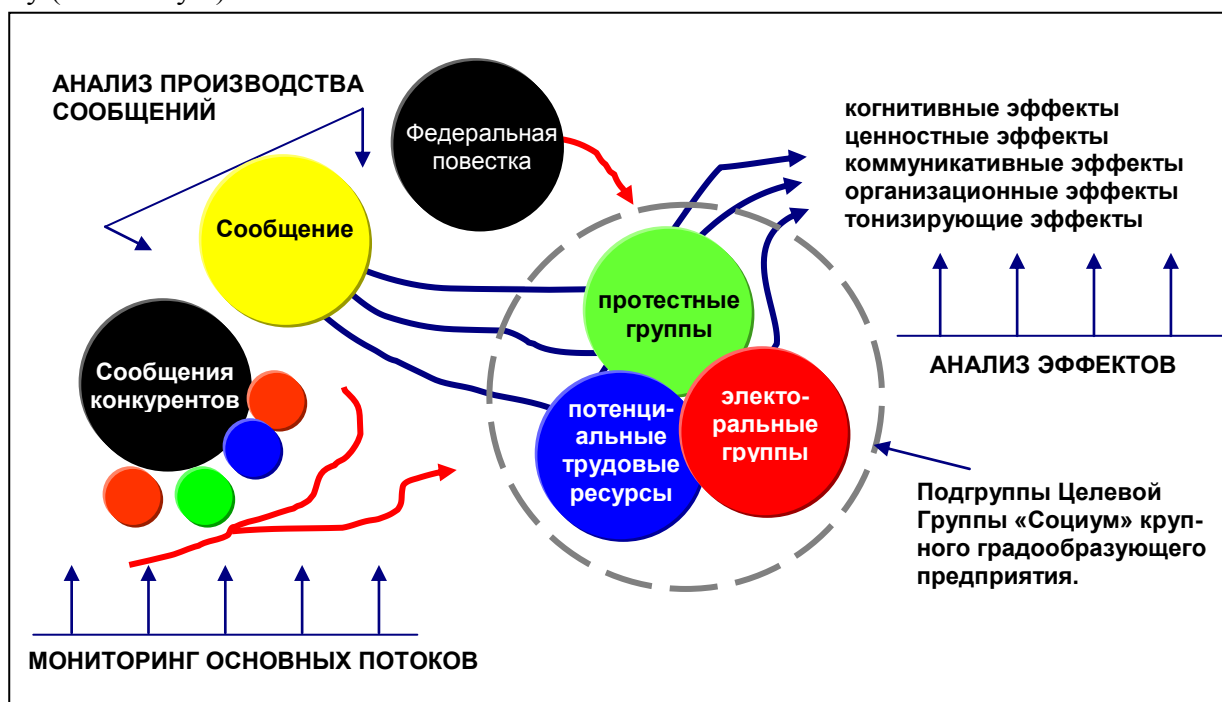 АНАЛИЗ ПРОИЗВОДСТВА
СООБЩЕНИЙ
Федеральная
повестка
когнитивные эффекты
ценностные эффекты
коммуникативные эффекты
организационные эффекты
тонизирующие эффекты
Сообщение
протестные
группы
Сообщения
конкурентов
АНАЛИЗ ЭФФЕКТОВ
потенци-
альные
трудовые
ресурсы
электо-
ральные
группы
Подгруппы Целевой
Группы «Социум» круп-
ного градообразующего
предприятия.
МОНИТОРИНГ ОСНОВНЫХ ПОТОКОВ